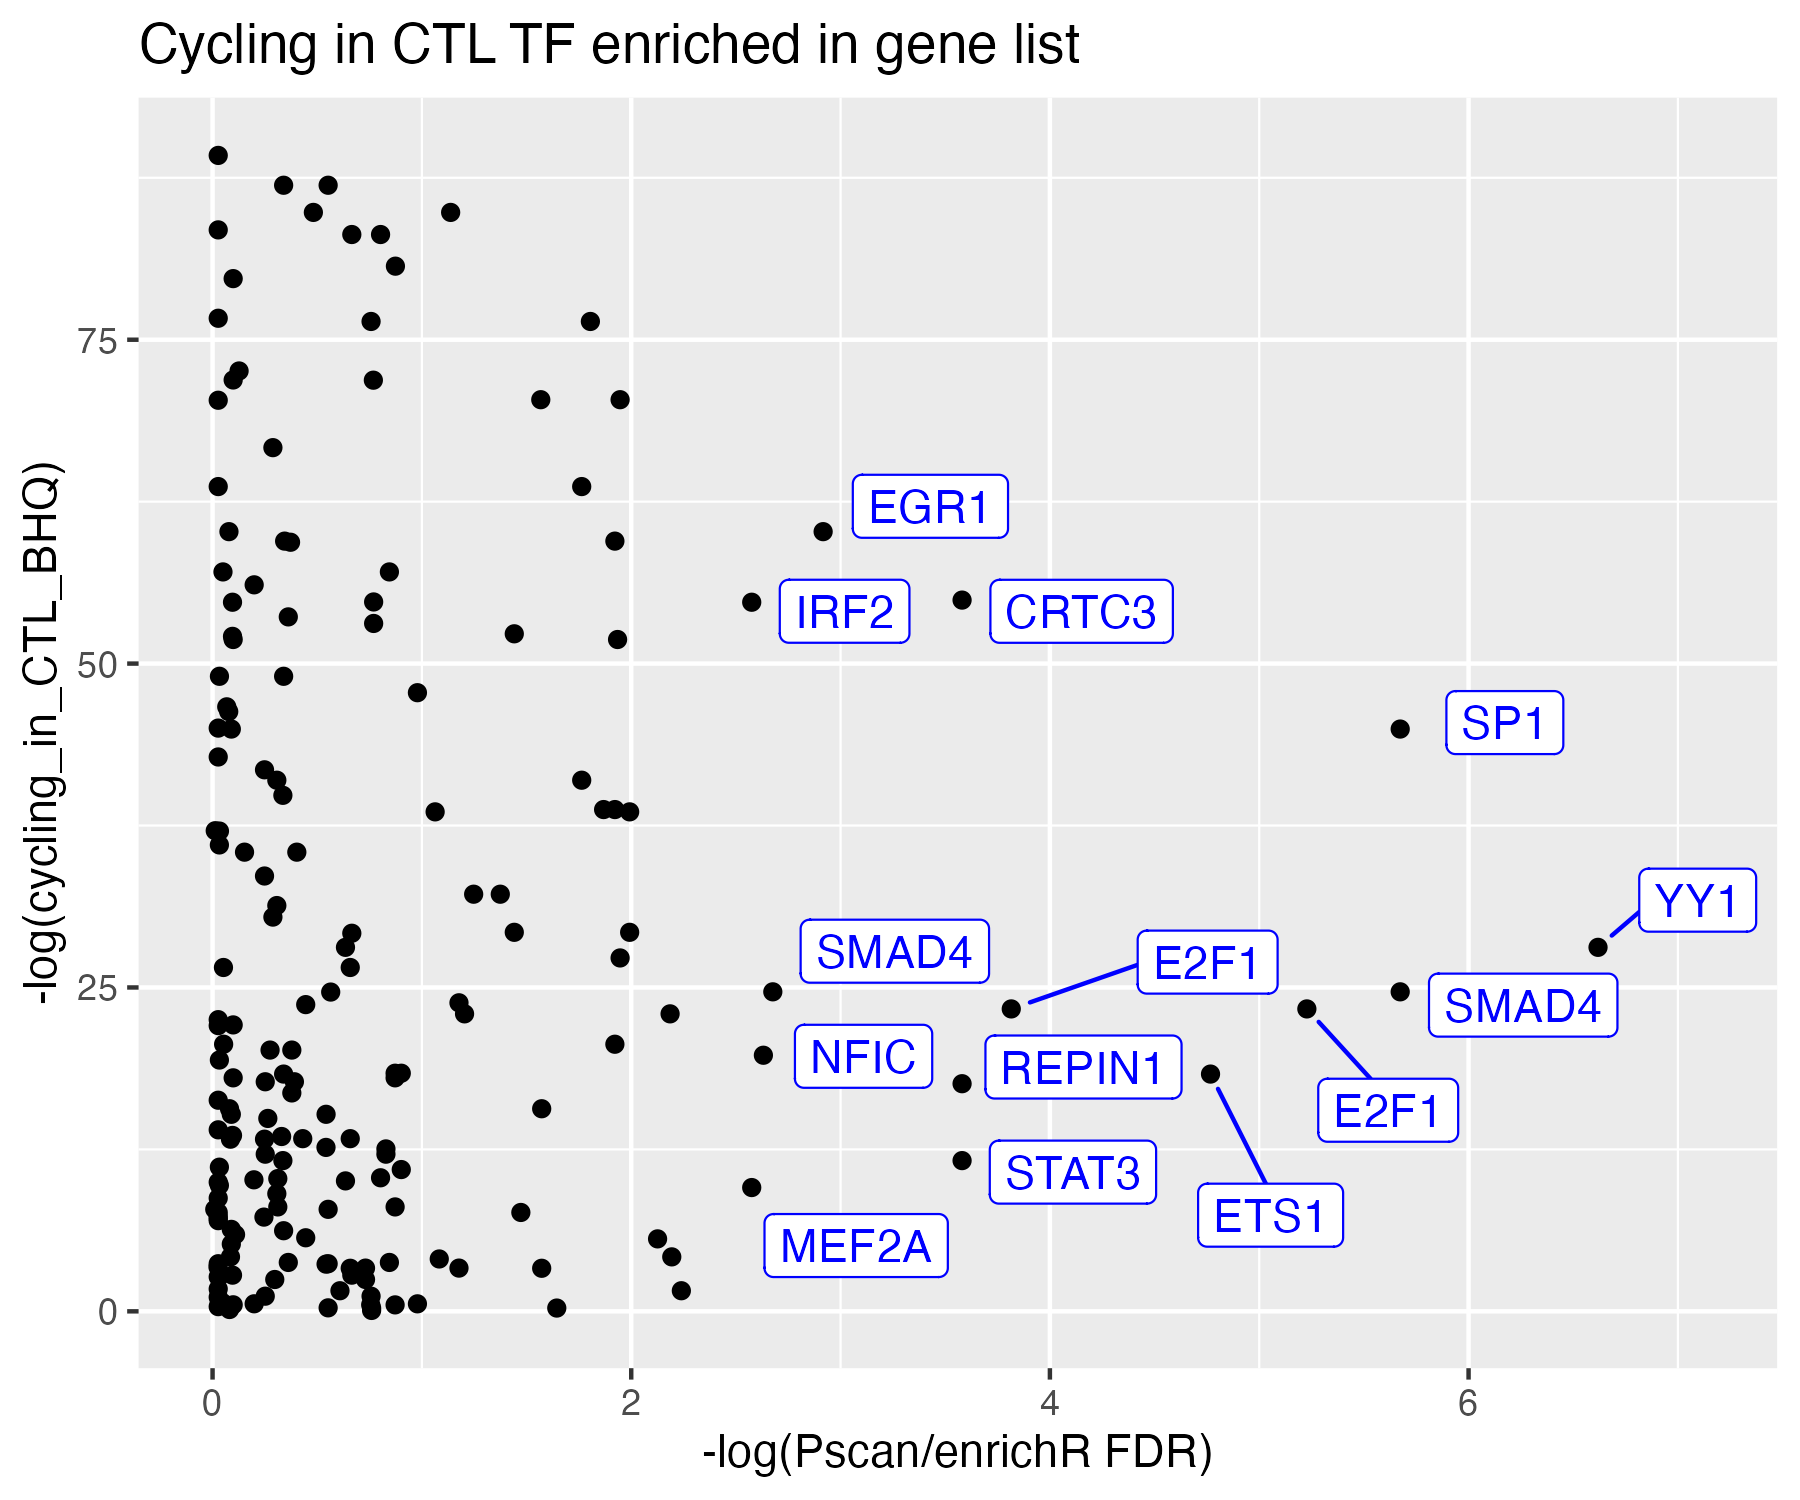 Cycling in CTL TF enriched in gene list
-log(cycling_in_CTL_BHQ)
75
50
25
0
EGR1
IRF2
CRTC3
SP1
YY1
SMAD4
E2F1
SMAD4
NFIC
REPIN1
E2F1
STAT3
ETS1
MEF2A
0
2
4
6
-log(Pscan/enrichR FDR)